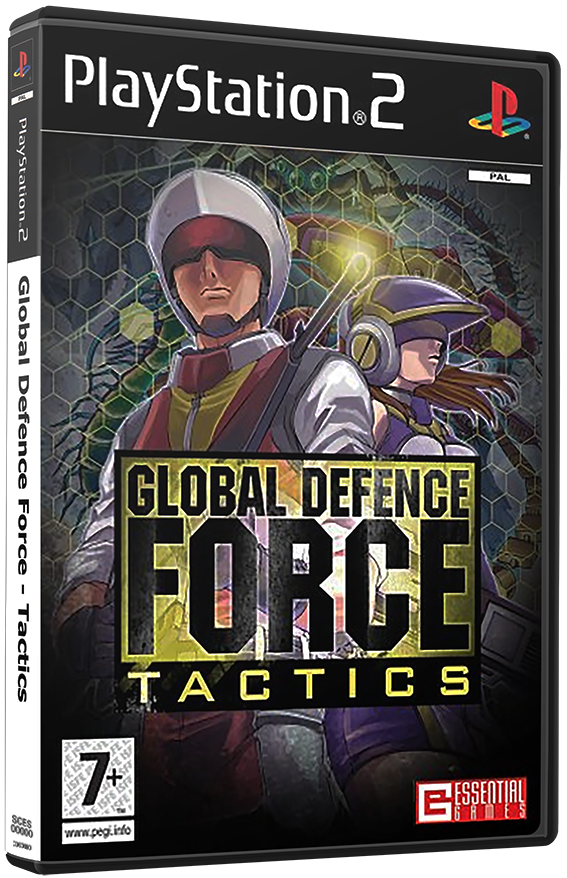 PlayStation®2
PAL
GLOBAL DEFENCE
FORCE
TACTICS
7+
www.pegi.info
ESSENTIAL
GAMES
PAL
PlayStation®2
Global Defence Force - Tactics
SCES
00000